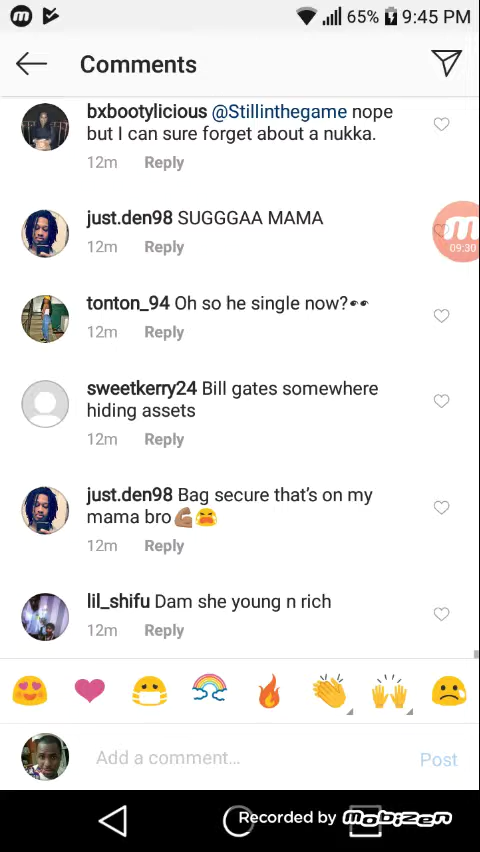 65% 9:45 PM
Comments
bxbootylicious @Stillinthegame nope
but I can sure forget about a nukka.
12m Reply
just.den98 SUGGGAA MAMA
12m Reply
09:30
tonton_94 Oh so he single now?👀
12m Reply
sweetkerry24 Bill gates somewhere
hiding assets
12m Reply
just.den98 Bag secure that's on my
mama bro💪🏽😫
12m Reply
lil_shifu Dam she young n rich
12m Reply
Add a comment... Post
Recorded by Mobizen